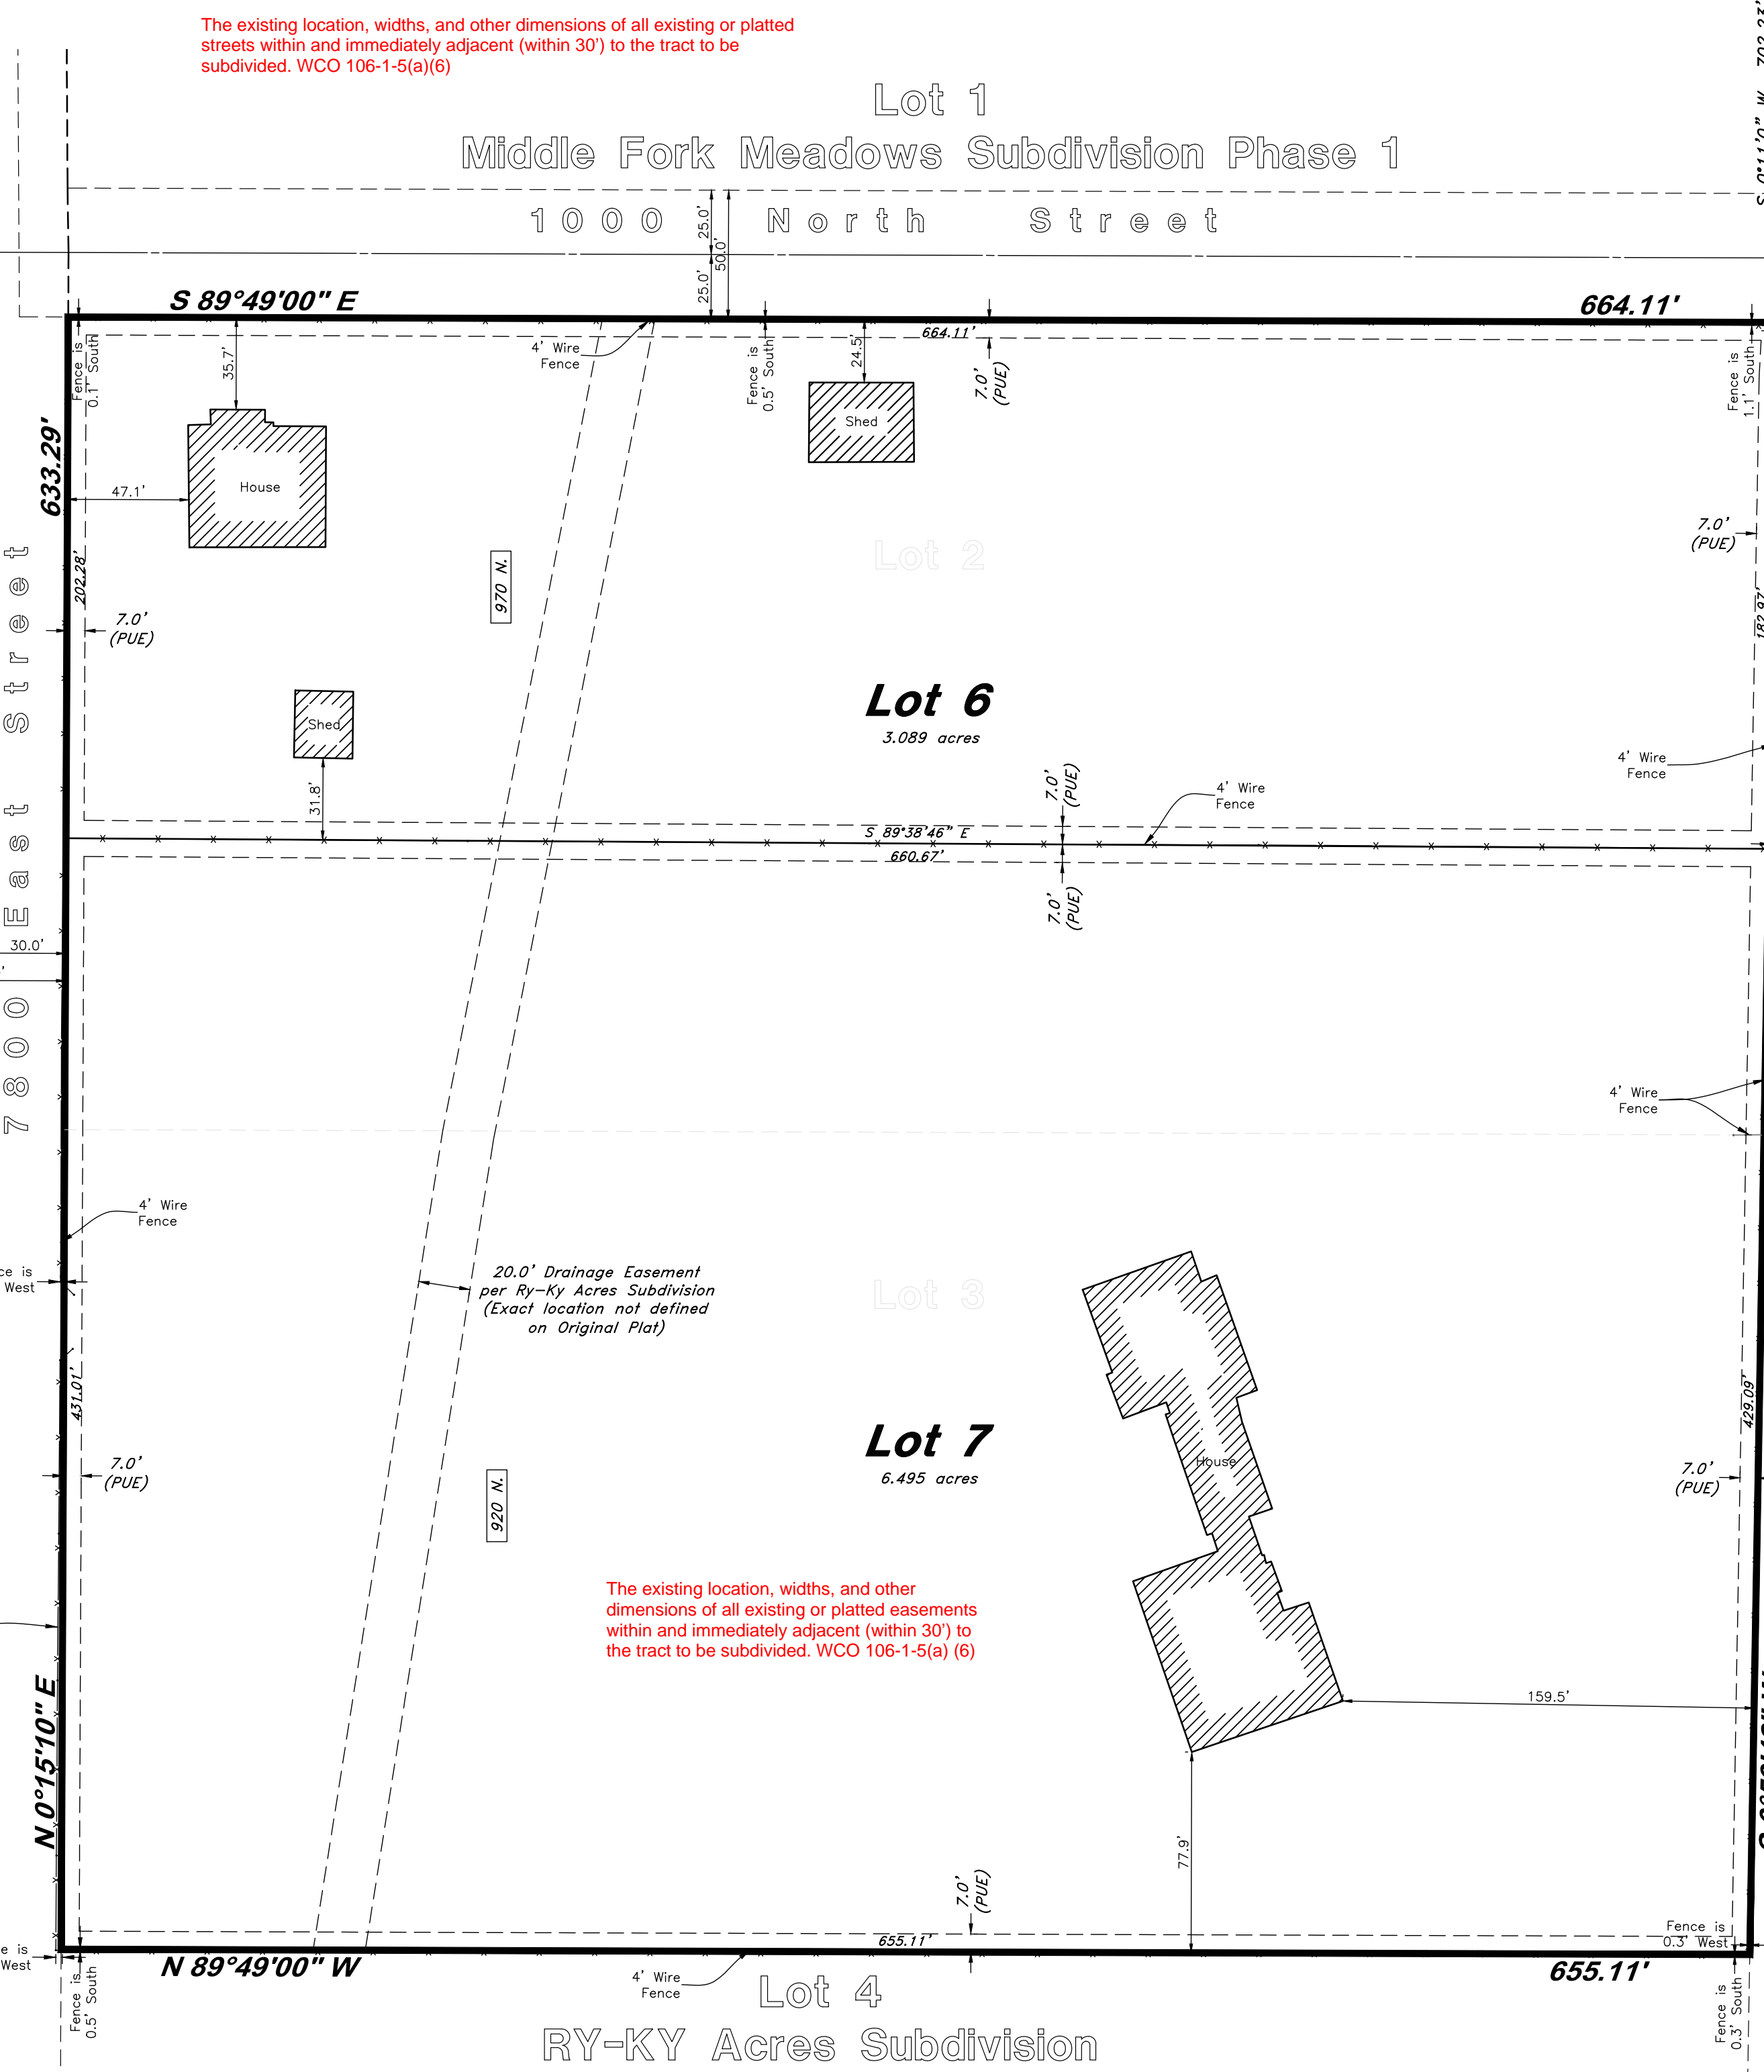 The existing location, widths, and other dimensions of all existing or platted
streets within and immediately adjacent (within 30') to the tract to be
subdivided. WCO 106-1-5(a)(6)
Lot 1
Middle Fork Meadows Subdivision Phase 1
1000 North Street
25.0'
50.0'
25.0'
S 0°11'0" W 702.23'
S 89°49'00" E
664.11'
664.11'
4' Wire
Fence
Fence is
0.1' South
35.7'
Fence is
0.5' South
24.5'
7.0'
(PUE)
Fence is
1.1' South
633.29'
House
47.1'
Shed
Lot 2
7.0'
(PUE)
202.28'
970 N.
182.97'
7.0'
(PUE)
Lot 6
3.089 acres
Shed
31.8'
7.0'
(PUE)
4' Wire
Fence
4' Wire
Fence
S 89°38'46" E
660.67'
7.0'
(PUE)
7800 East Street
30.0'
4' Wire
Fence
4' Wire
Fence
ce is
West
20.0' Drainage Easement
per Ry-Ky Acres Subdivision
(Exact location not defined
on Original Plat)
Lot 3
431.01'
429.09'
Lot 7
6.495 acres
House
7.0'
(PUE)
920 N.
7.0'
(PUE)
The existing location, widths, and other
dimensions of all existing or platted easements
within and immediately adjacent (within 30') to
the tract to be subdivided. WCO 106-1-5(a) (6)
159.5'
N 0°15'10" E
77.9'
7.0'
(PUE)
655.11'
Fence is
0.3' West
e is
West
N 89°49'00" W
655.11'
Fence is
0.5' South
4' Wire
Fence
Fence is
0.3' South
Lot 4
RY-KY Acres Subdivision